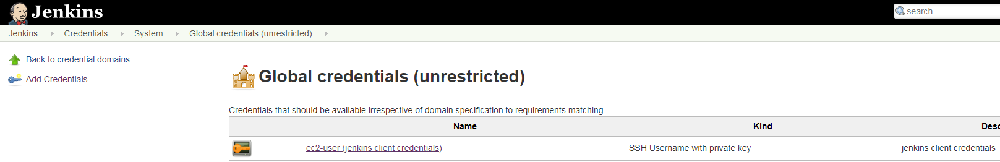 Jenkins
search
Jenkins Credentials System Global credentials (unrestricted)
Back to credential domains
Add Credentials
Global credentials (unrestricted)
Credentials that should be available irrespective of domain specification to requirements matching.
Name Kind Desc
ec2-user (jenkins client credentials) SSH Username with private key jenkins client credentials